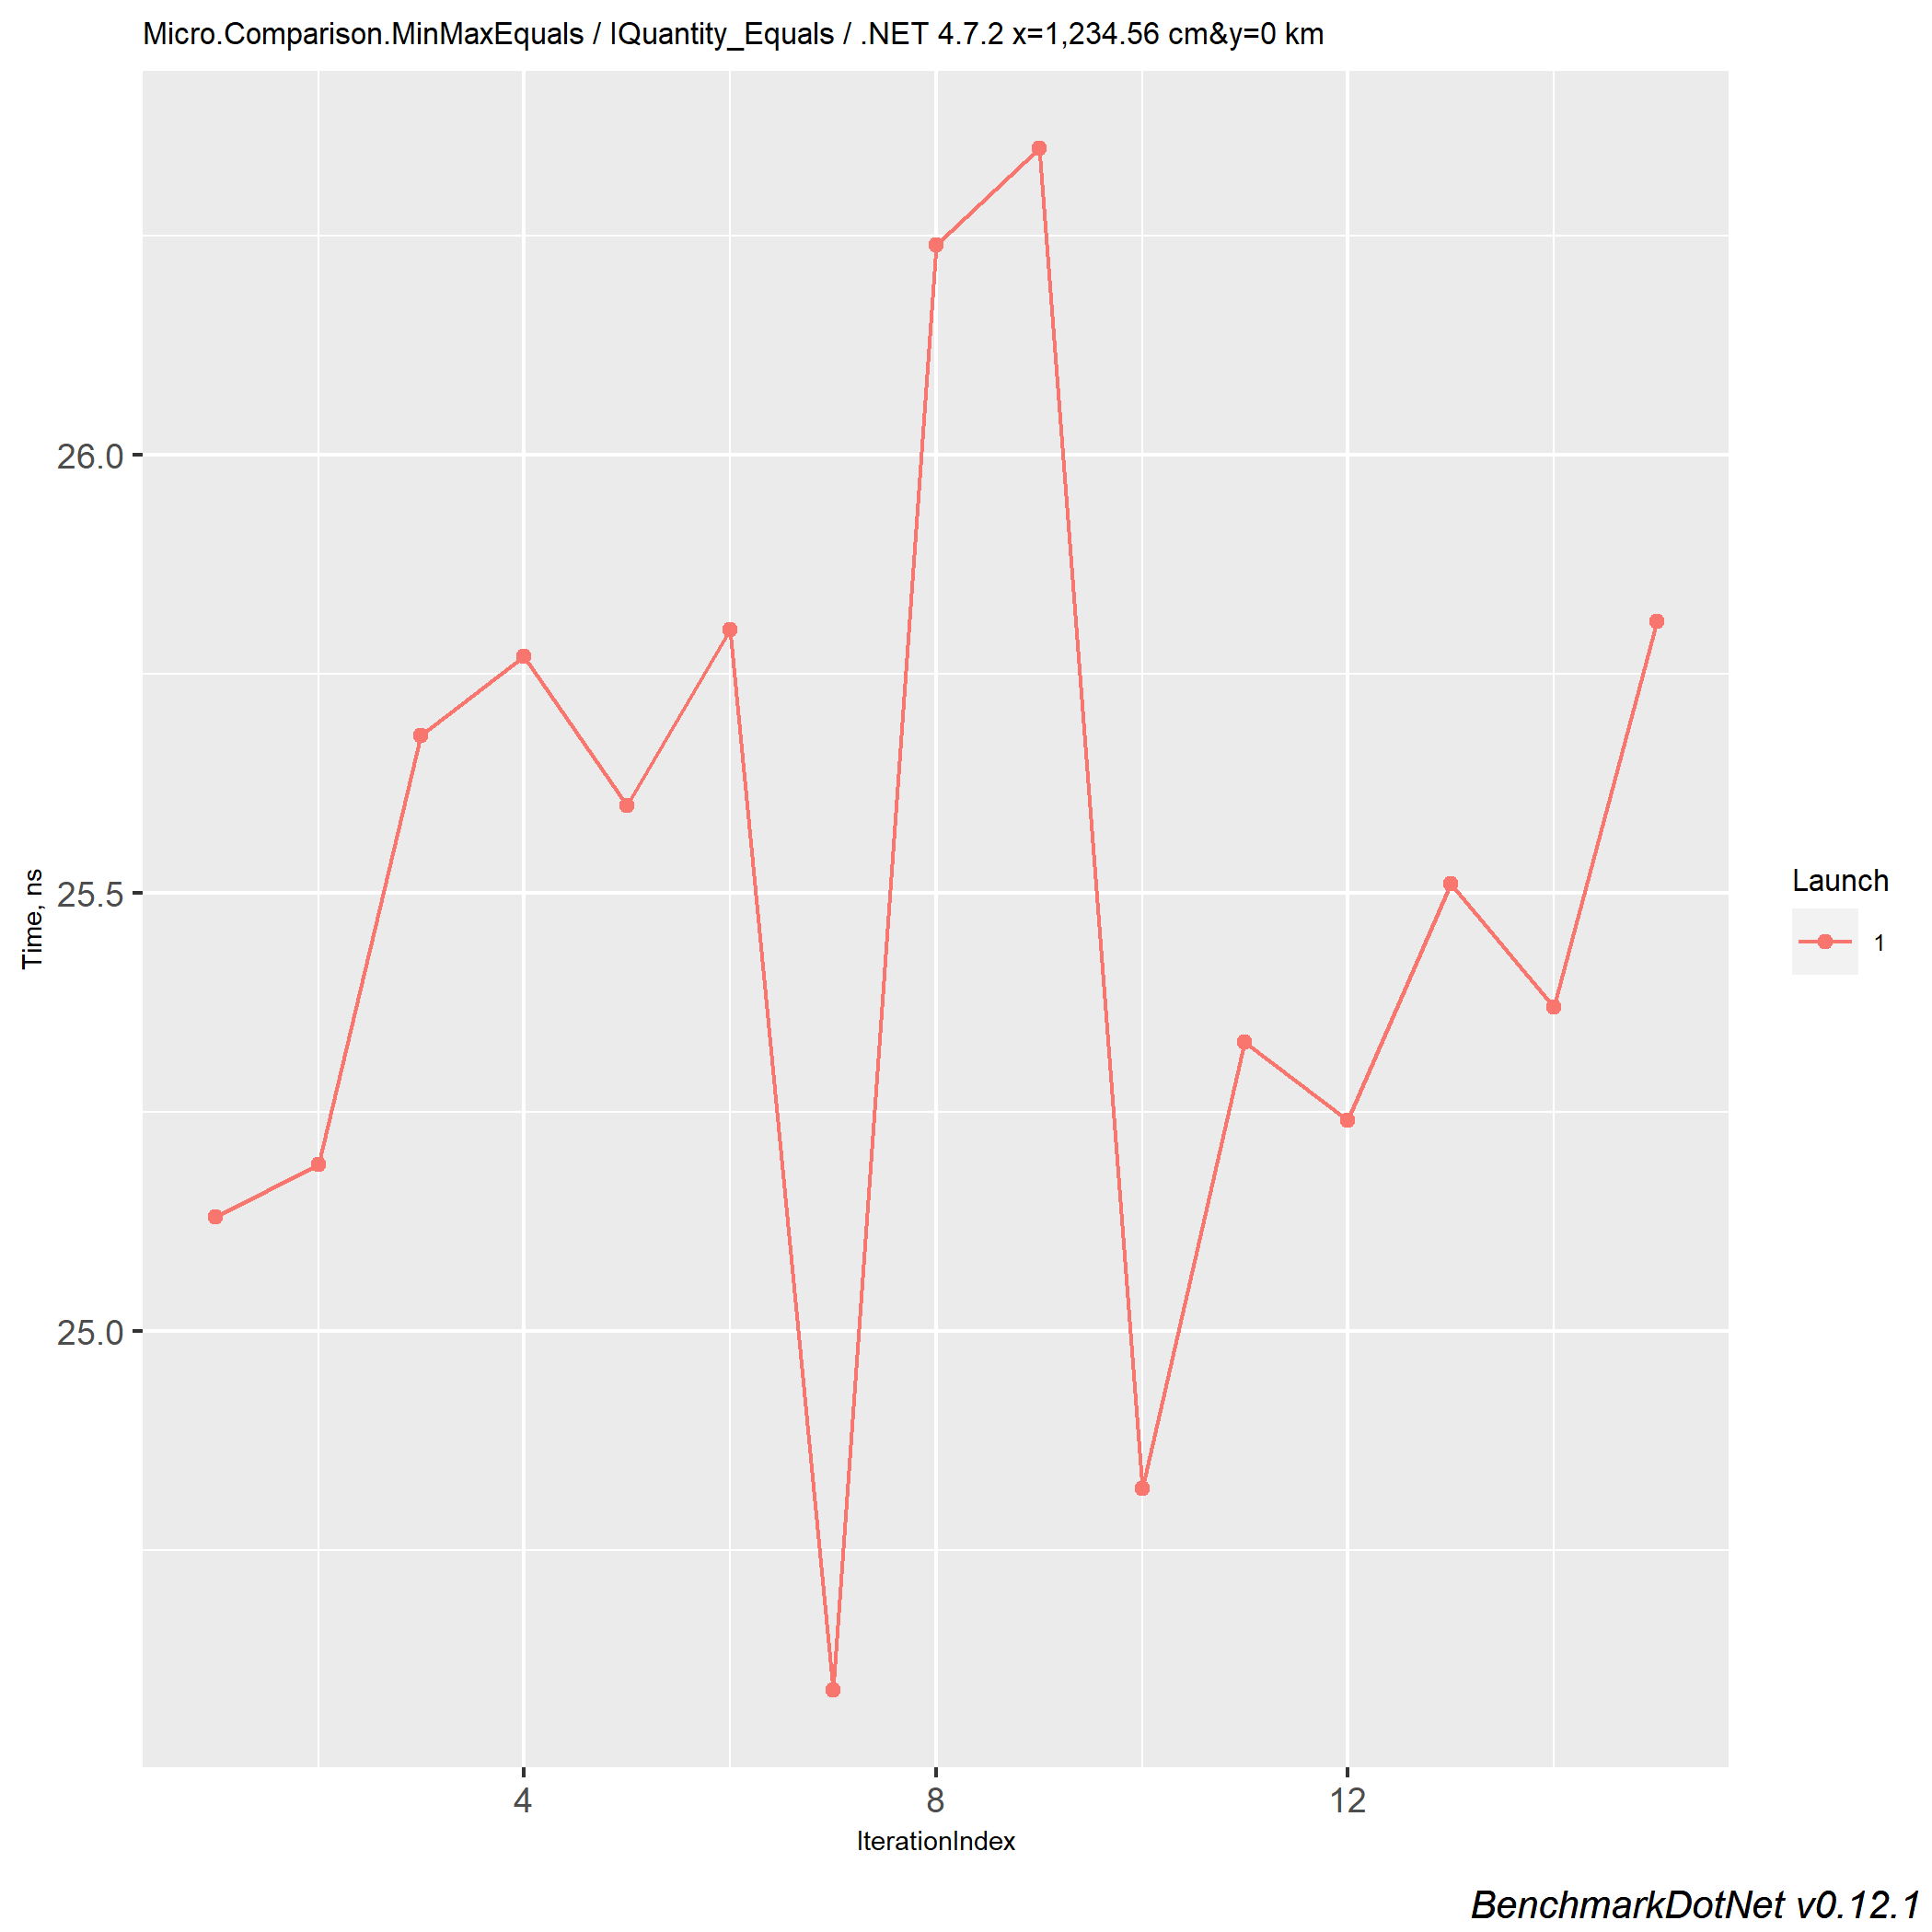 Micro.Comparison.MinMaxEquals / IQuantity_Equals / .NET 4.7.2 x=1,234.56 cm&y=0 km
26.0
25.5
25.0
Time, ns
4 8 12
IterationIndex
Launch
1
BenchmarkDotNet v0.12.1